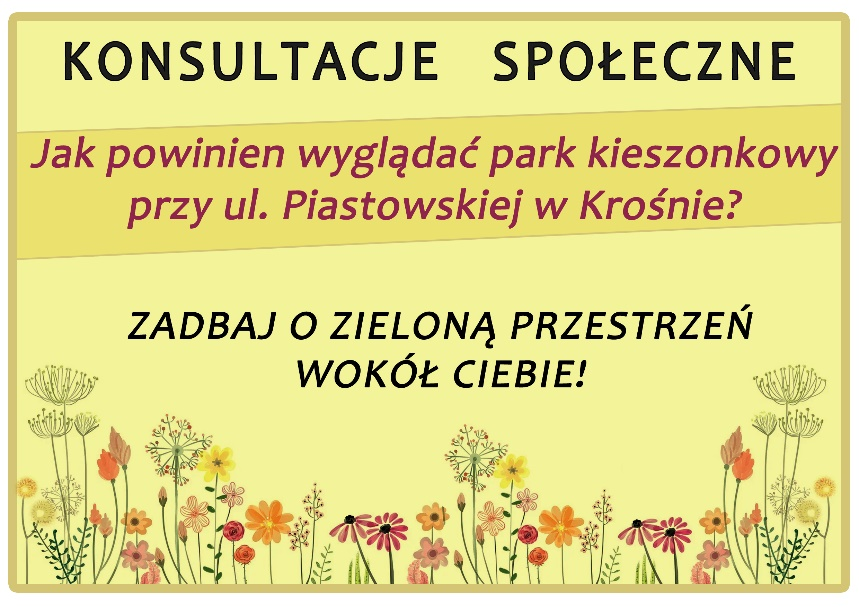 KONSULTACJE SPOŁECZNE
Jak powinien wyglądać park kieszonkowy
przy ul. Piastowskiej w Krośnie?
ZADBAJ O ZIELONĄ PRZESTRZEŃ
WOKÓŁ CIEBIE!